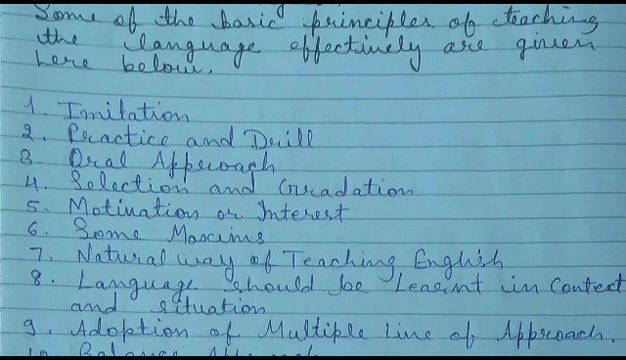 Some of the basic principles of teaching
the language effectively are given
here below.
1. Imitation
2. Practice and Drill
3. Oral Approach
4. Selection and Gradation
5. Motivation or Interest
6. Some Maxims
7. Natural way of Teaching English
8. Language should be Learnt in Context
and situation
9. Adoption of Multiple Line of Approach.
10. Balance